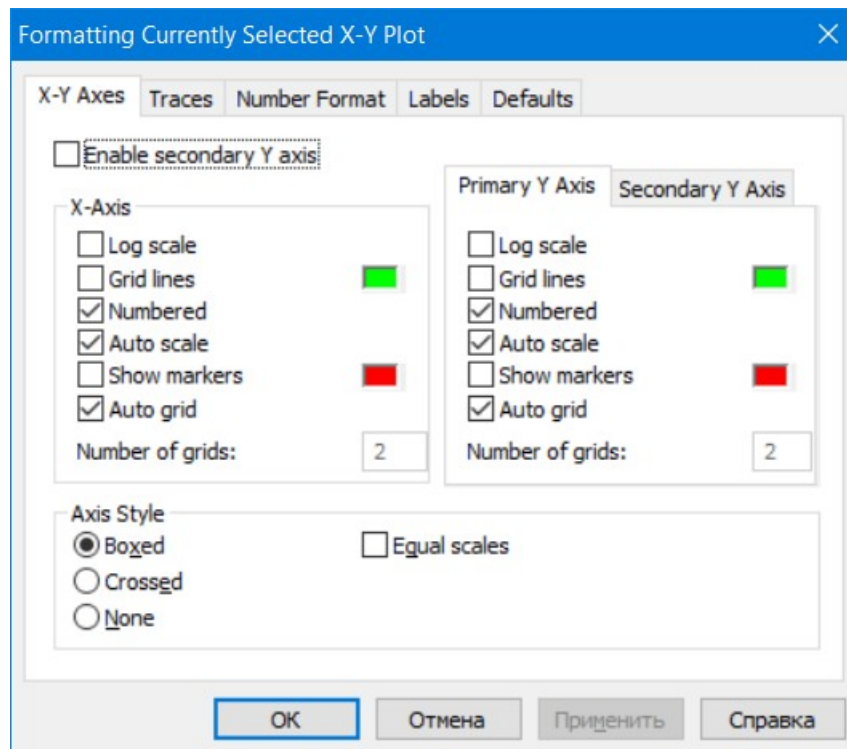 Formatting Currently Selected X-Y Plot
X-Y Axes Traces Number Format Labels Defaults
Enable secondary Y axis
X-Axis
Log scale
Grid lines
Numbered
Auto scale
Show markers
Auto grid
Number of grids: 2
Primary Y Axis Secondary Y Axis
Log scale
Grid lines
Numbered
Auto scale
Show markers
Auto grid
Number of grids: 2
Axis Style
Boxed
Crossed
None
Equal scales
OK Отмена Применить Справка